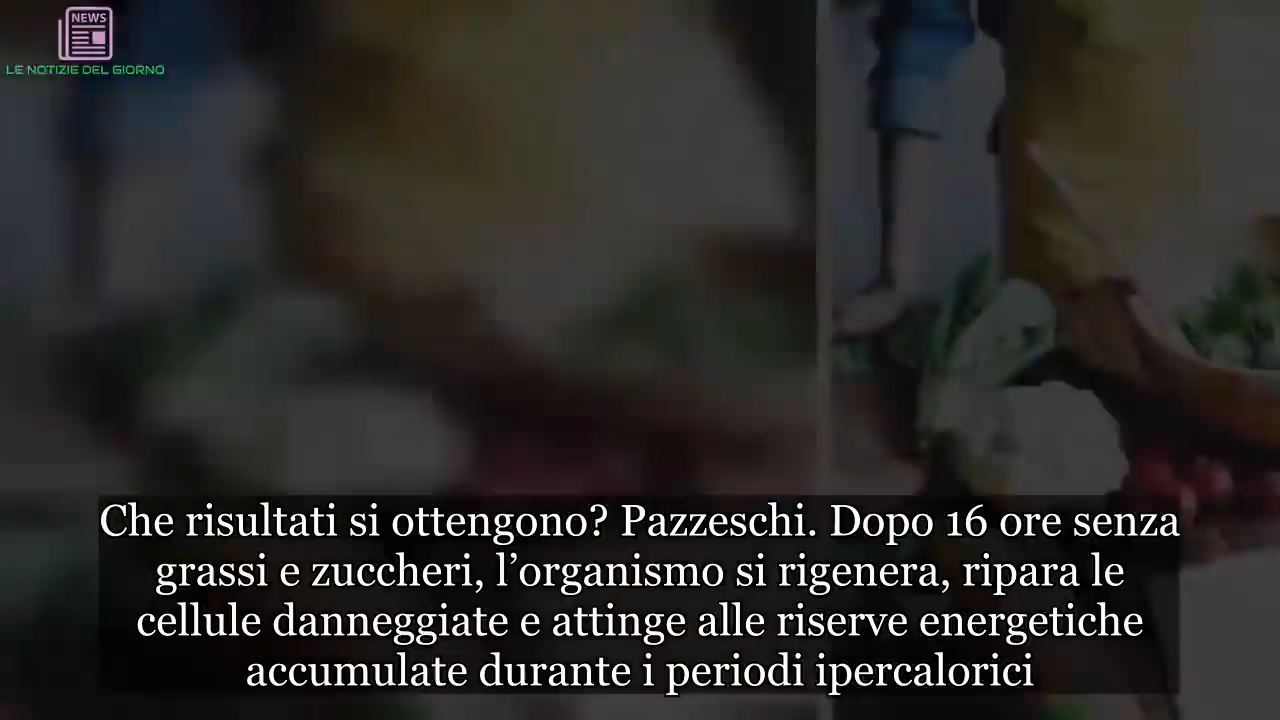 NEWS
LE NOTIZIE DEL GIORNO
Che risultati si ottengono? Pazzeschi. Dopo 16 ore senza
grassi e zuccheri, l’organismo si rigenera, ripara le
cellule danneggiate e attinge alle riserve energetiche
accumulate durante i periodi ipercalorici